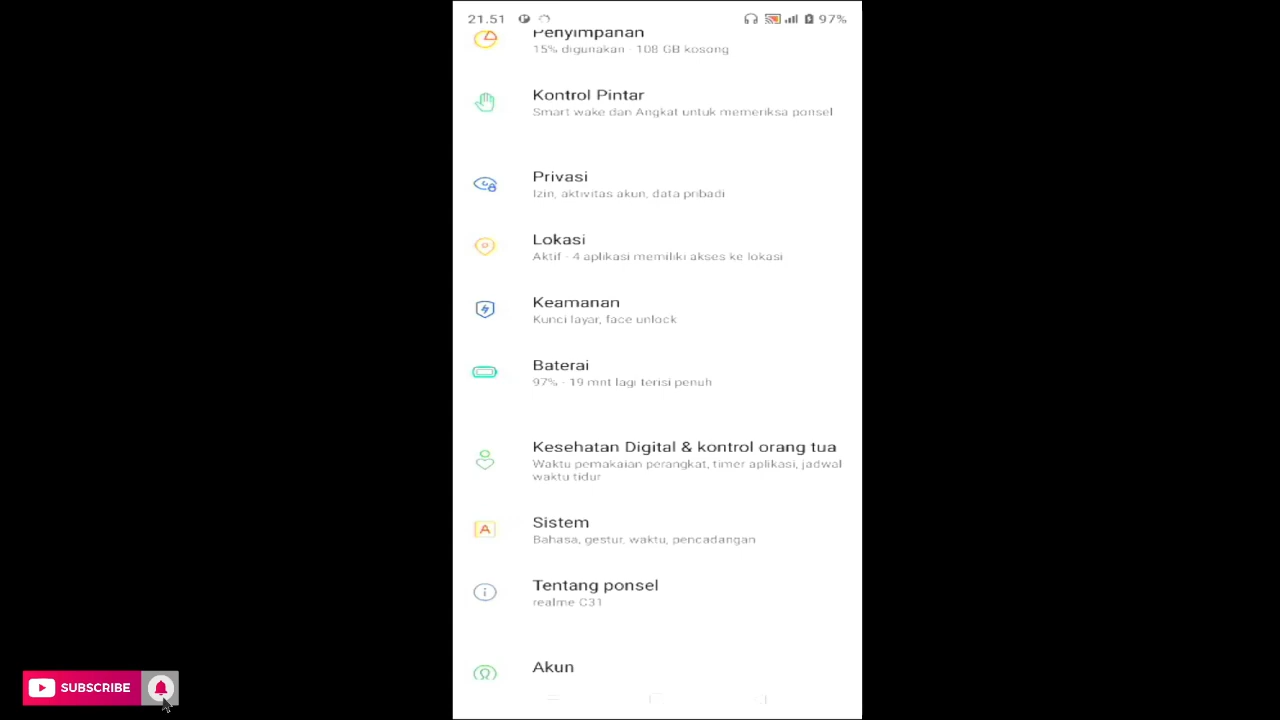 21.51 97%
Penyimpanan
15% digunakan - 108 GB kosong
Kontrol Pintar
Smart wake dan Angkat untuk memeriksa ponsel
Privasi
Izin, aktivitas akun, data pribadi
Lokasi
Aktif - 4 aplikasi memiliki akses ke lokasi
Keamanan
Kunci layar, face unlock
Baterai
97% - 19 mnt lagi terisi penuh
Kesehatan Digital & kontrol orang tua
Waktu pemakaian perangkat, timer aplikasi, jadwal
waktu tidur
A
Sistem
Bahasa, gestur, waktu, pencadangan
Tentang ponsel
realme C31
Akun
SUBSCRIBE